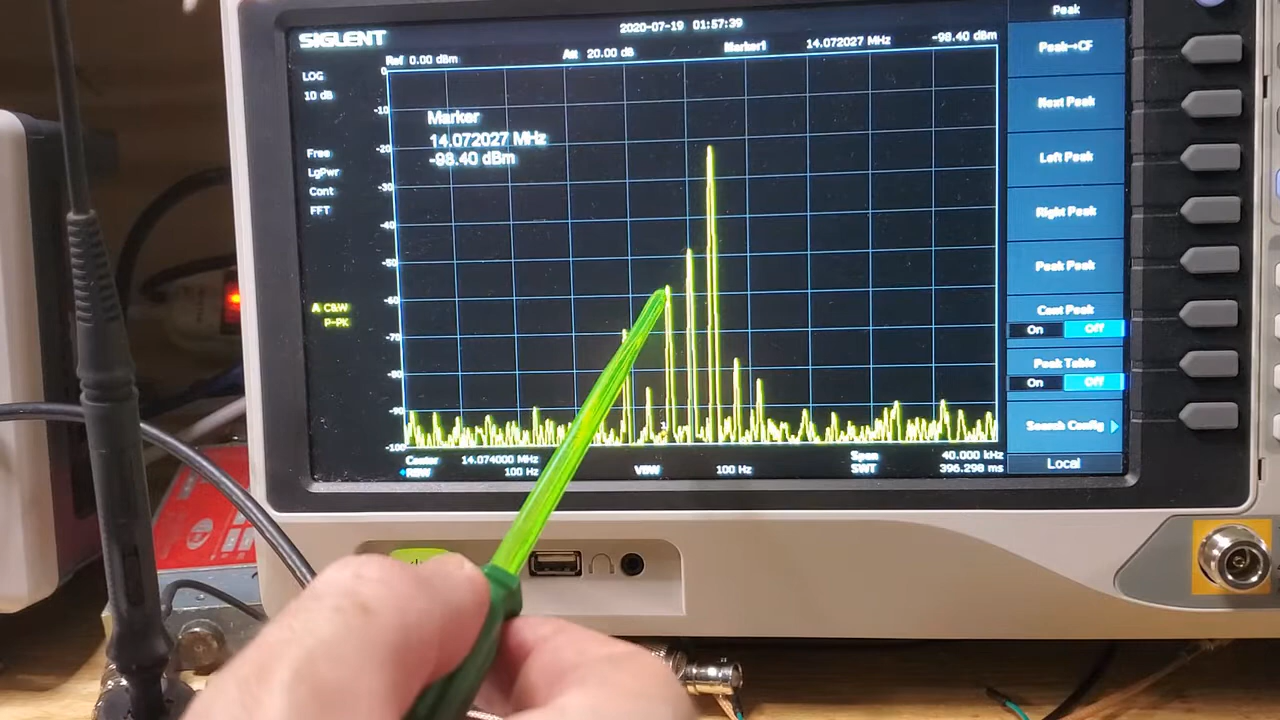 SIGLENT
2020-07-19 01:57:39
Ref 0.00 dBm Att 20.00 dB Marker1 14.072027 MHz -98.40 dBm
LOG
10 dB
Free
LgPwr
Cont
FFT
A C&W
P-PK
0
-10
-20
-30
-40
-50
-60
-70
-80
-90
-100
Marker
14.072027 MHz
-98.40 dBm
Center 14.074000 MHz Span 40.000 kHz
RBW 100 Hz VBW 100 Hz SWT 396.298 ms
Peak
Peak→CF
Next Peak
Left Peak
Right Peak
Peak Peak
Cont Peak
On Off
Peak Table
On Off
Search Config
Local